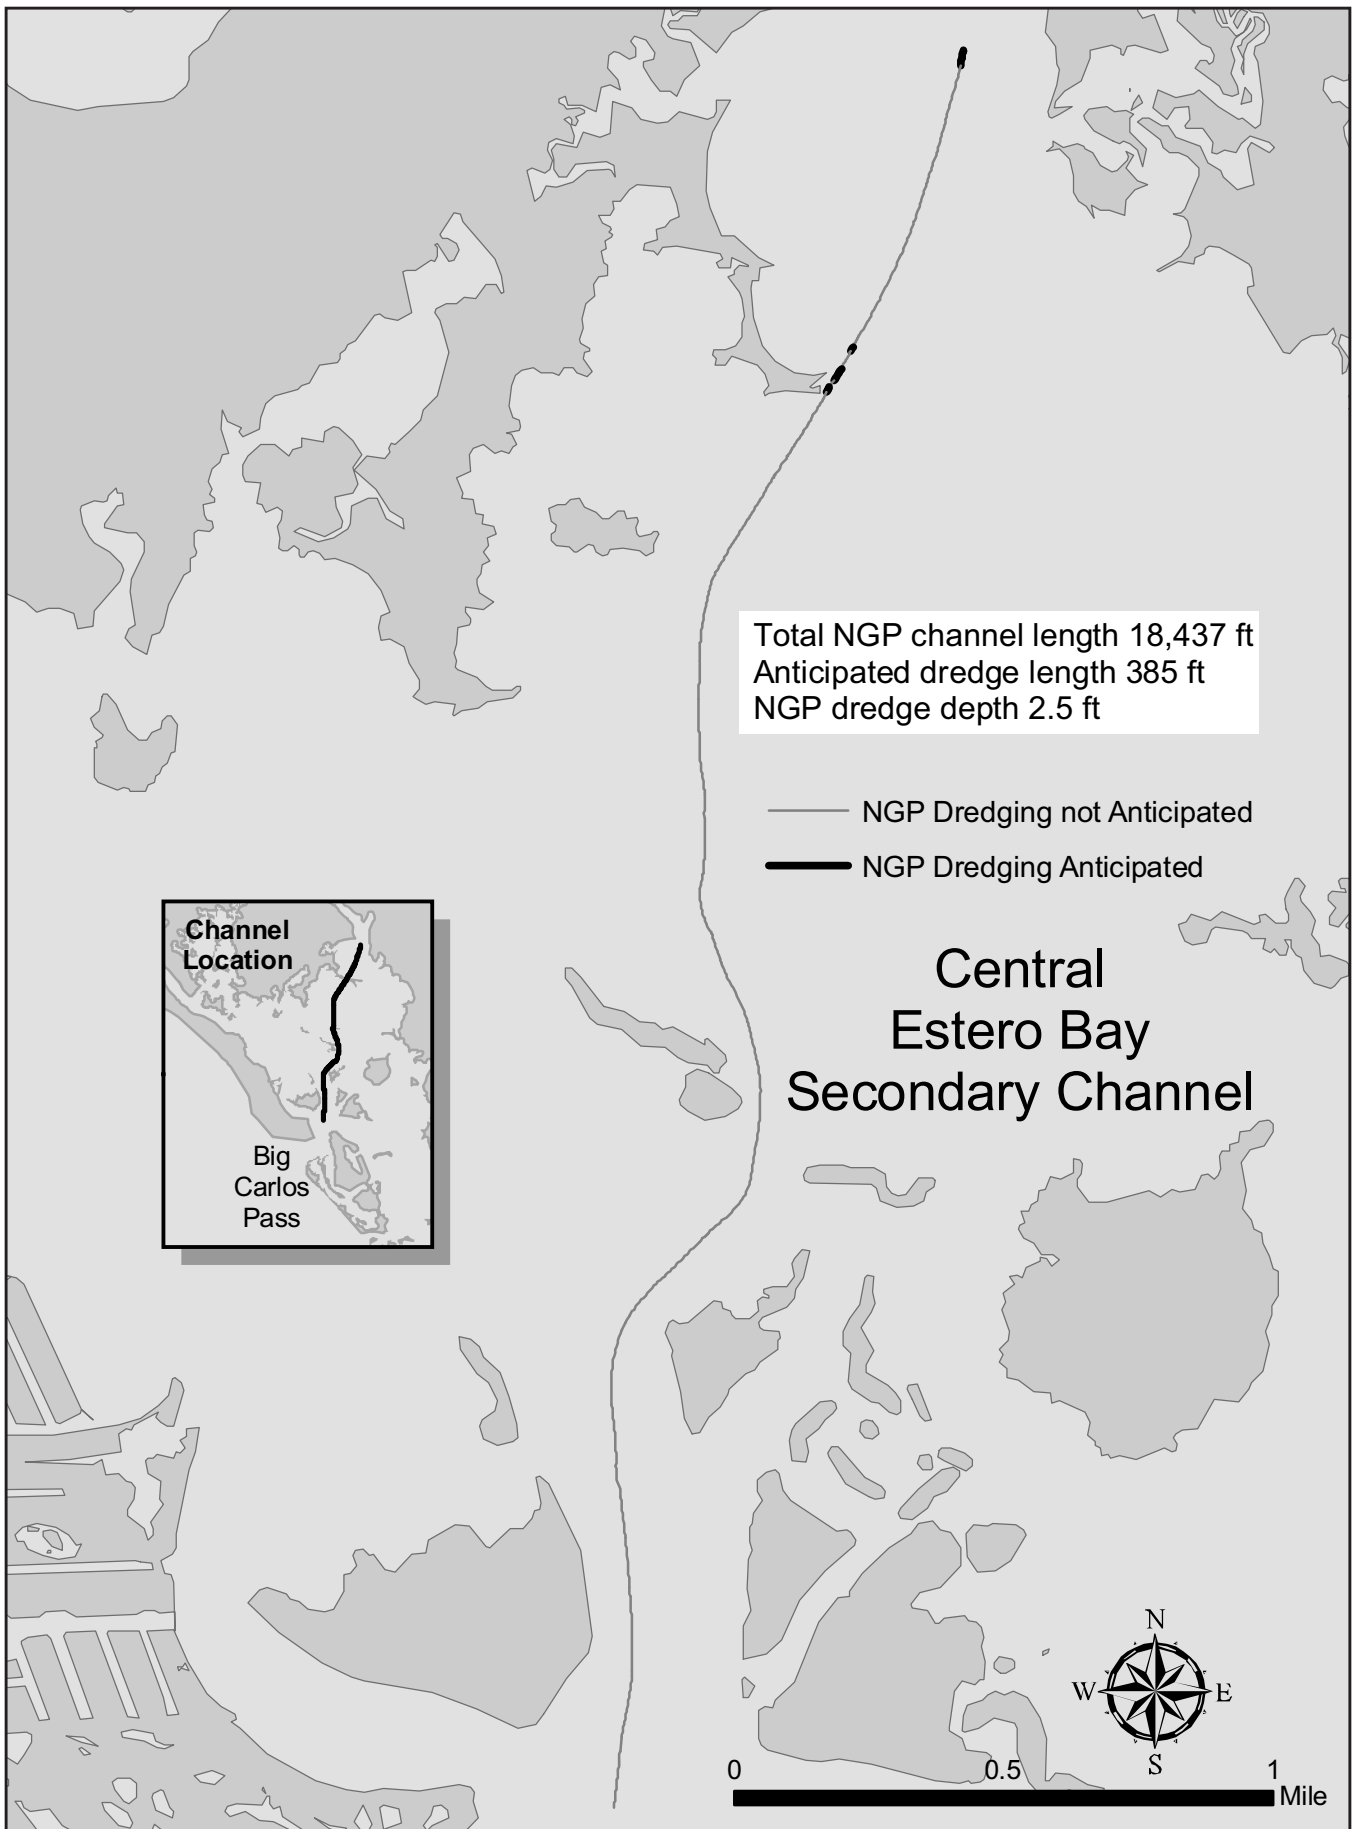 Total NGP channel length 18,437 ft
Anticipated dredge length 385 ft
NGP dredge depth 2.5 ft
NGP Dredging not Anticipated
NGP Dredging Anticipated
Channel
Location
Big
Carlos
Pass
Central
Estero Bay
Secondary Channel
N
W
E
S
0
0.5
1
Mile